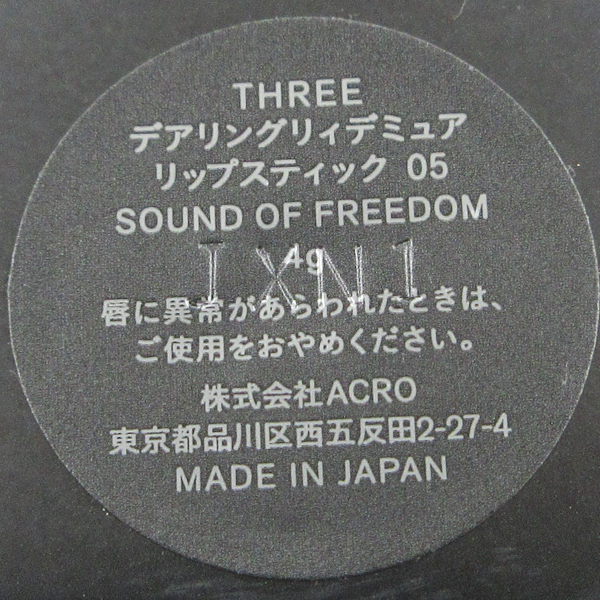 THREE
デアリングリィデミュア
リップスティック 05
SOUND OF FREEDOM
4g
IXN1
唇に異常があらわれたときは、
ご使用をおやめください。
株式会社ACRO
東京都品川区西五反田2-27-4
MADE IN JAPAN